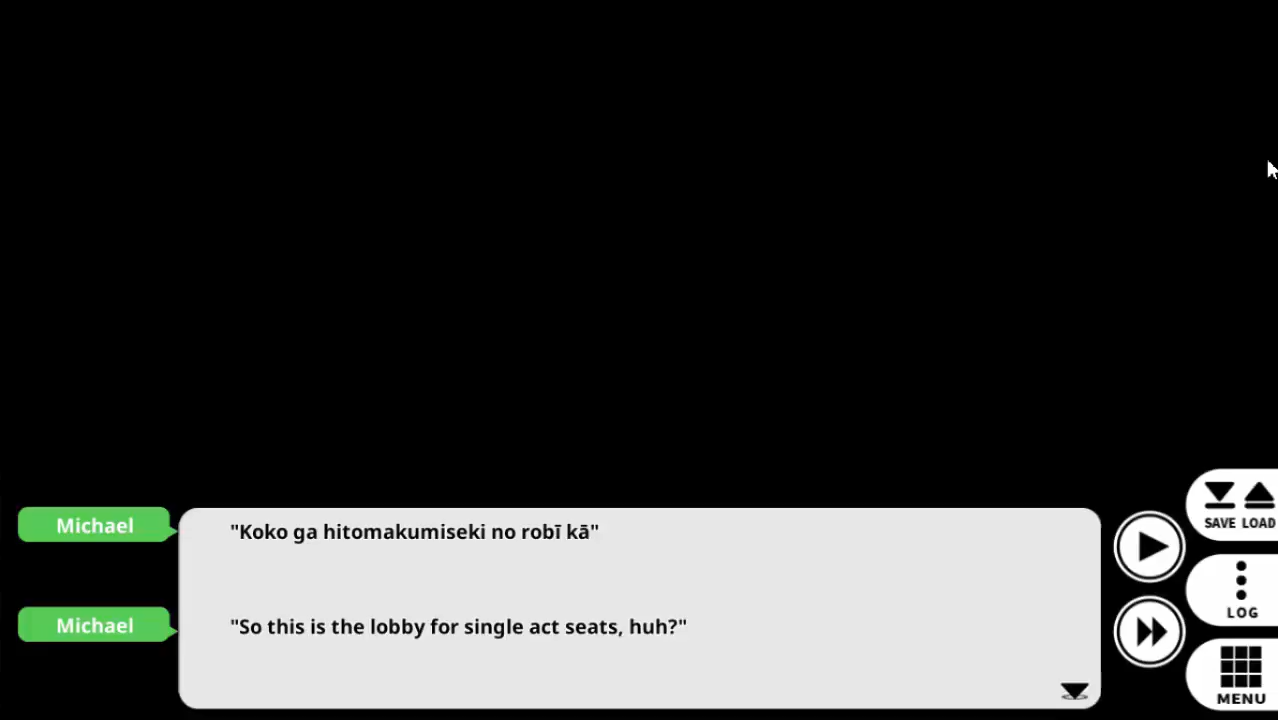 Michael
"Koko ga hitomakumiseki no robī kā"
Michael
"So this is the lobby for single act seats, huh?"
SAVE LOAD
LOG
MENU